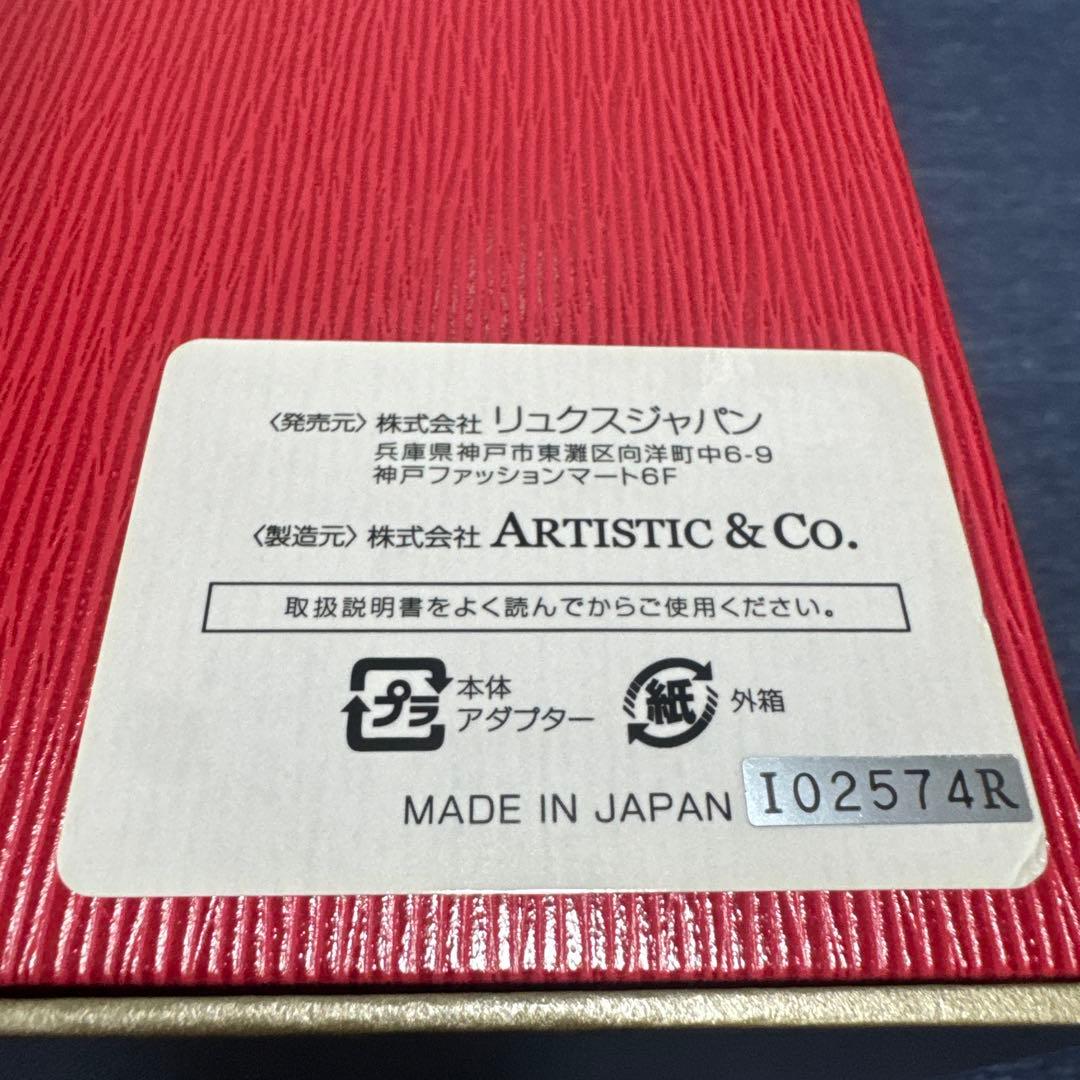 〈発売元〉株式会社 リュクスジャパン
兵庫県神戸市東灘区向洋町中6-9
神戸ファッションマート6F
〈製造元〉株式会社 ARTISTIC & CO.
取扱説明書をよく読んでからご使用ください。
プラ 本体
アダプター
紙 外箱
MADE IN JAPAN I02574R